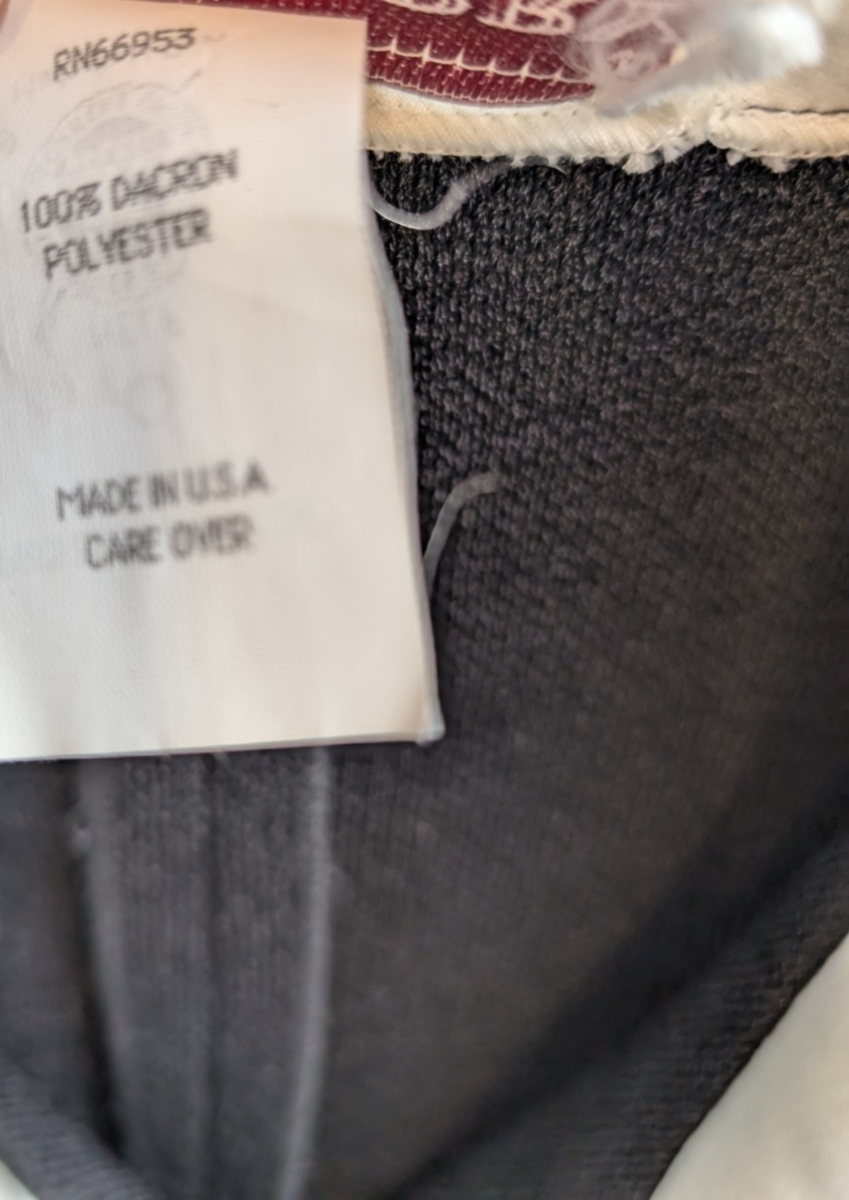 RN66953
100% DACRON
POLYESTER
MADE IN U.S.A
CARE OVER